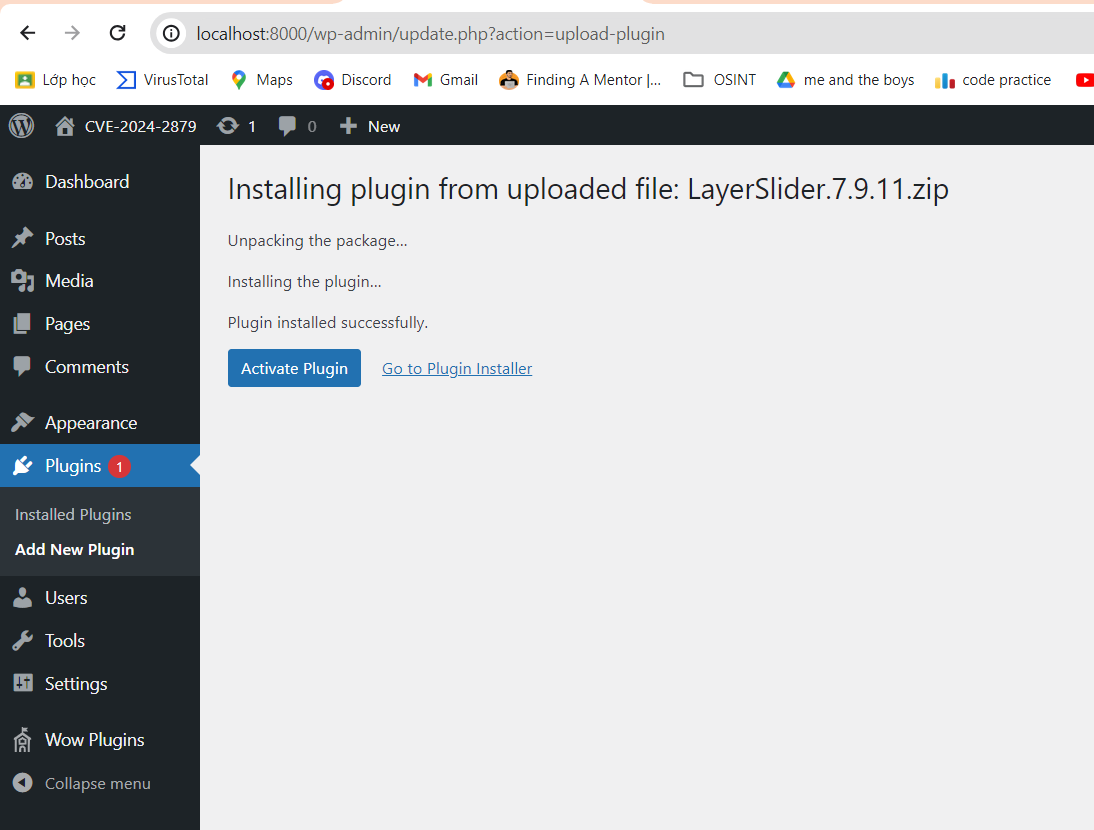 localhost:8000/wp-admin/update.php?action=upload-plugin
Lớp học VirusTotal Maps Discord Gmail Finding A Mentor |... OSINT me and the boys code practice
CVE-2024-2879 1 0 New
Dashboard
Posts
Media
Pages
Comments
Appearance
Plugins 1
Installed Plugins
Add New Plugin
Users
Tools
Settings
Wow Plugins
Collapse menu
Installing plugin from uploaded file: LayerSlider.7.9.11.zip
Unpacking the package...
Installing the plugin...
Plugin installed successfully.
Activate Plugin Go to Plugin Installer